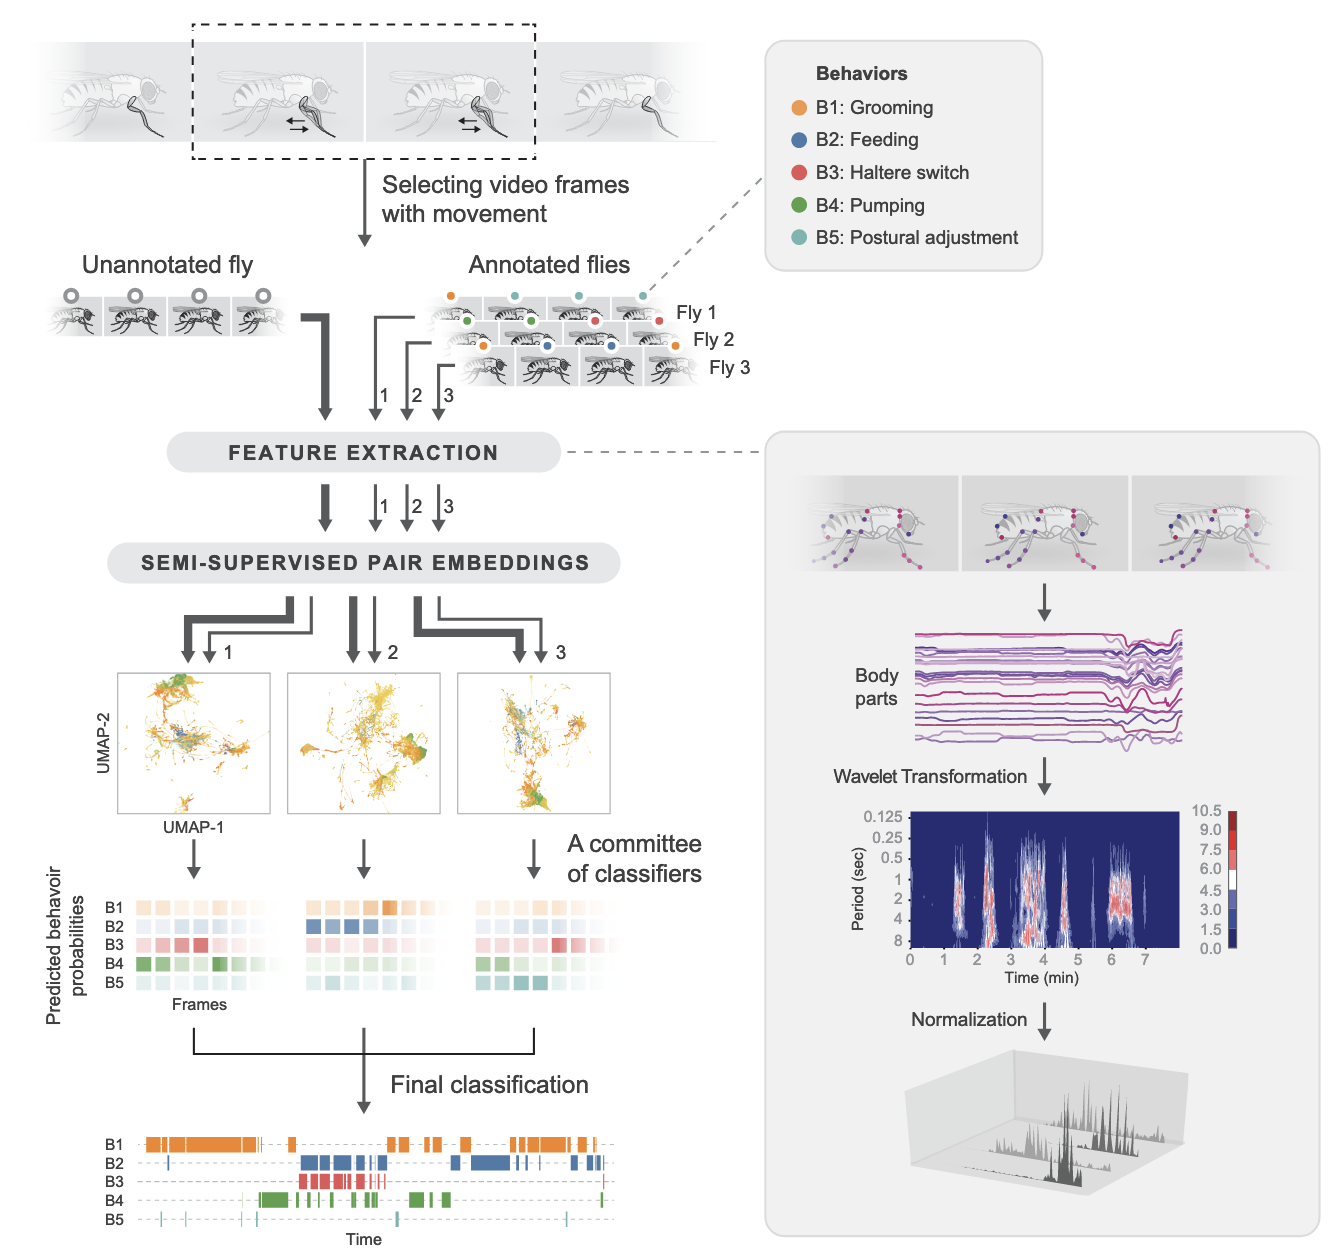 Behaviors
B1: Grooming
B2: Feeding
B3: Haltere switch
B4: Pumping
B5: Postural adjustment
Selecting video frames
with movement
Unannotated fly
Annotated flies
Fly 1
Fly 2
Fly 3
1
2
3
FEATURE EXTRACTION
1
2
3
SEMI-SUPERVISED PAIR EMBEDDINGS
1
2
3
UMAP-2
UMAP-1
A committee
of classifiers
Predicted behavoir
probabilities
B1
B2
B3
B4
B5
Frames
Final classification
B1
B2
B3
B4
B5
Time
Body
parts
Wavelet Transformation
Period (sec)
0.125
0.25
0.5
1
2
4
8
0 1 2 3 4 5 6 7
Time (min)
10.5
9.0
7.5
6.0
4.5
3.0
1.5
0.0
Normalization